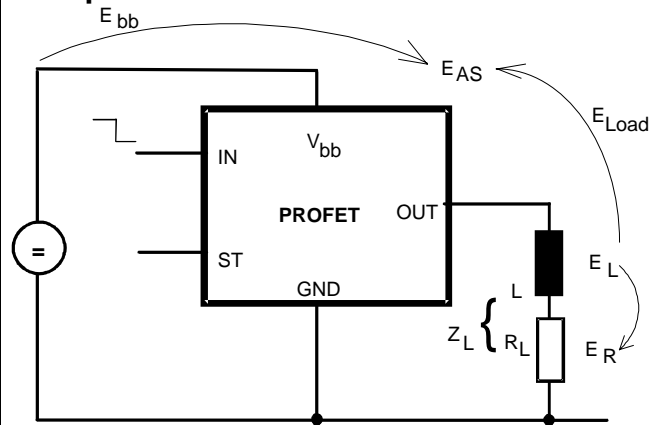 E bb
E AS
E Load
IN
V bb
PROFET
OUT
=
ST
GND
L
E L
Z L { R L
E R